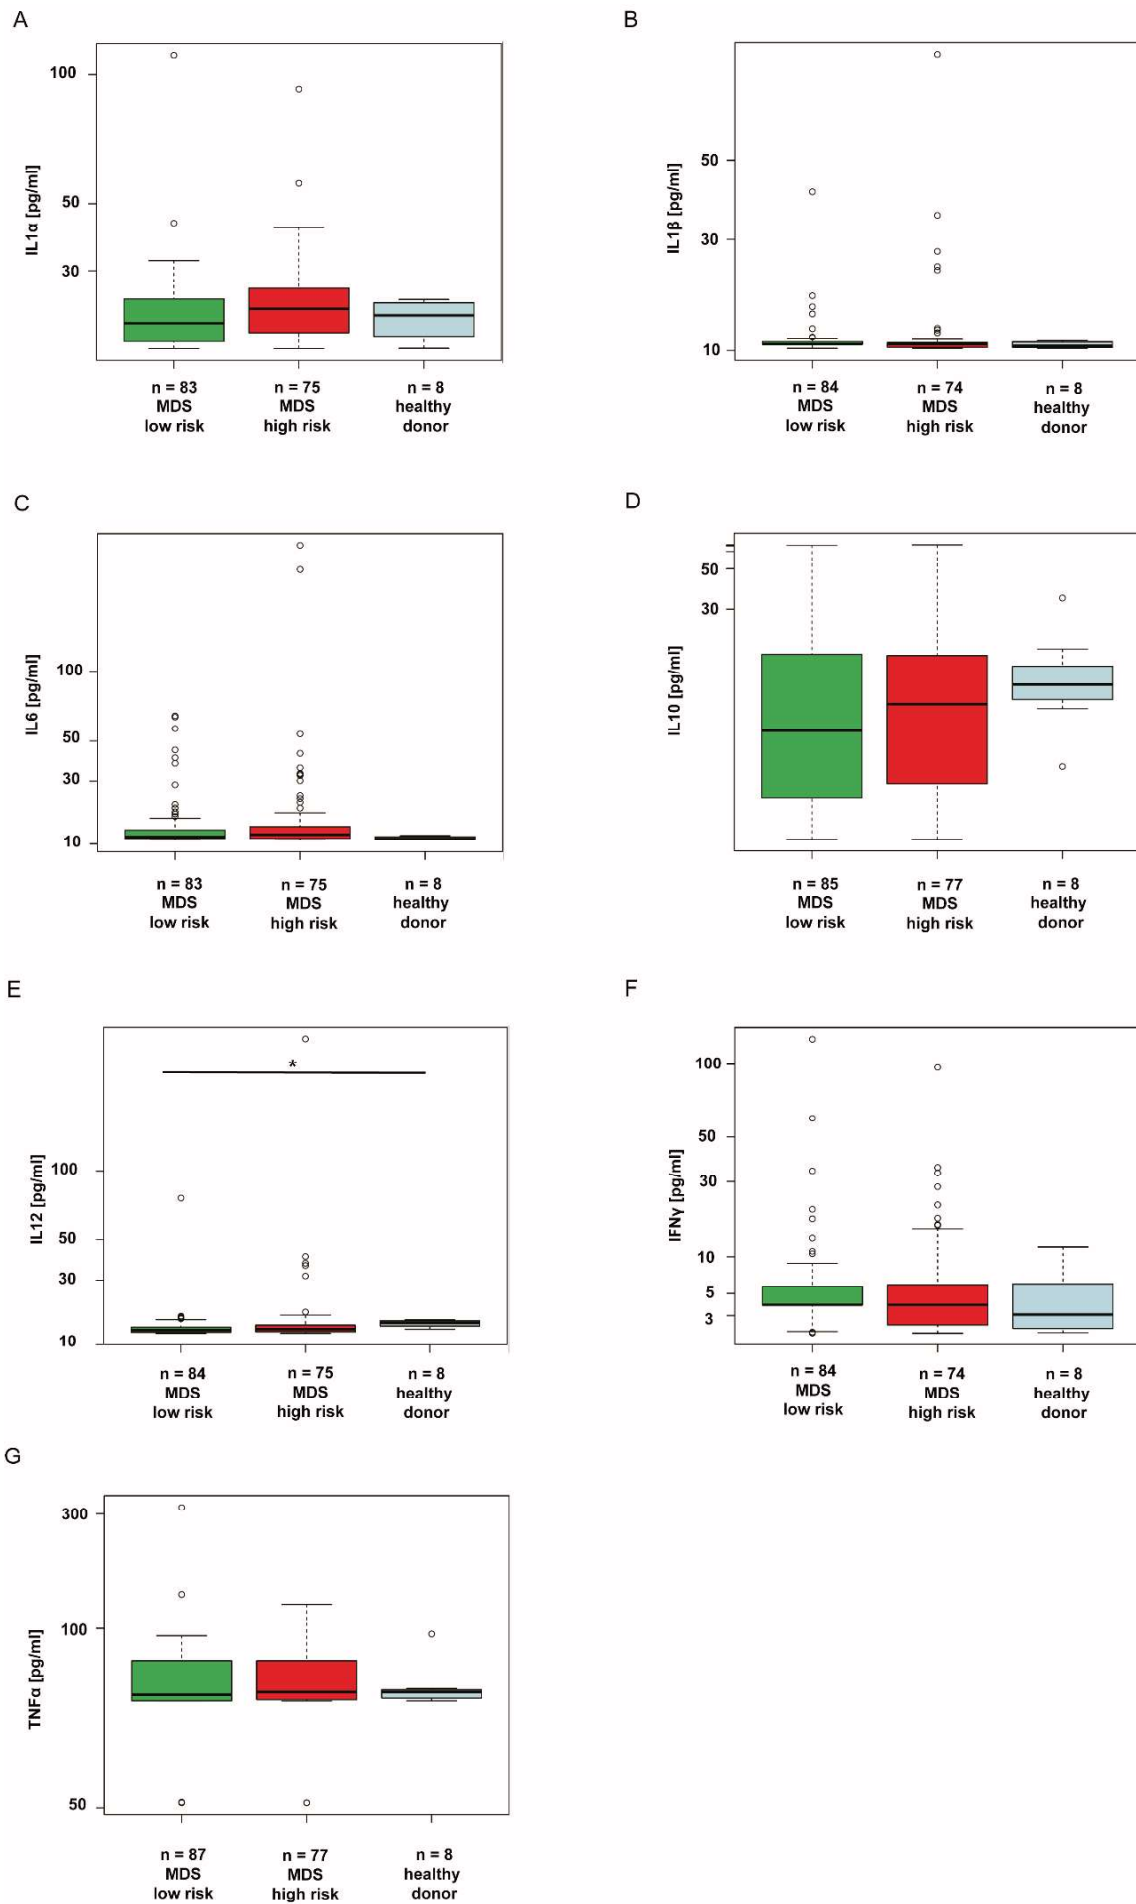 A
IL1α [pg/ml]
100
50
30
n = 83
MDS
low risk
n = 75
MDS
high risk
n = 8
healthy
donor
B
IL1β [pg/ml]
50
30
10
n = 84
MDS
low risk
n = 74
MDS
high risk
n = 8
healthy
donor
C
IL6 [pg/ml]
100
50
30
10
n = 83
MDS
low risk
n = 75
MDS
high risk
n = 8
healthy
donor
D
IL10 [pg/ml]
50
30
n = 85
MDS
low risk
n = 77
MDS
high risk
n = 8
healthy
donor
E
IL12 [pg/ml]
100
50
30
10
*
n = 84
MDS
low risk
n = 75
MDS
high risk
n = 8
healthy
donor
F
IFNγ [pg/ml]
100
50
30
10
5
3
n = 84
MDS
low risk
n = 74
MDS
high risk
n = 8
healthy
donor
G
TNFα [pg/ml]
300
100
50
n = 87
MDS
low risk
n = 77
MDS
high risk
n = 8
healthy
donor